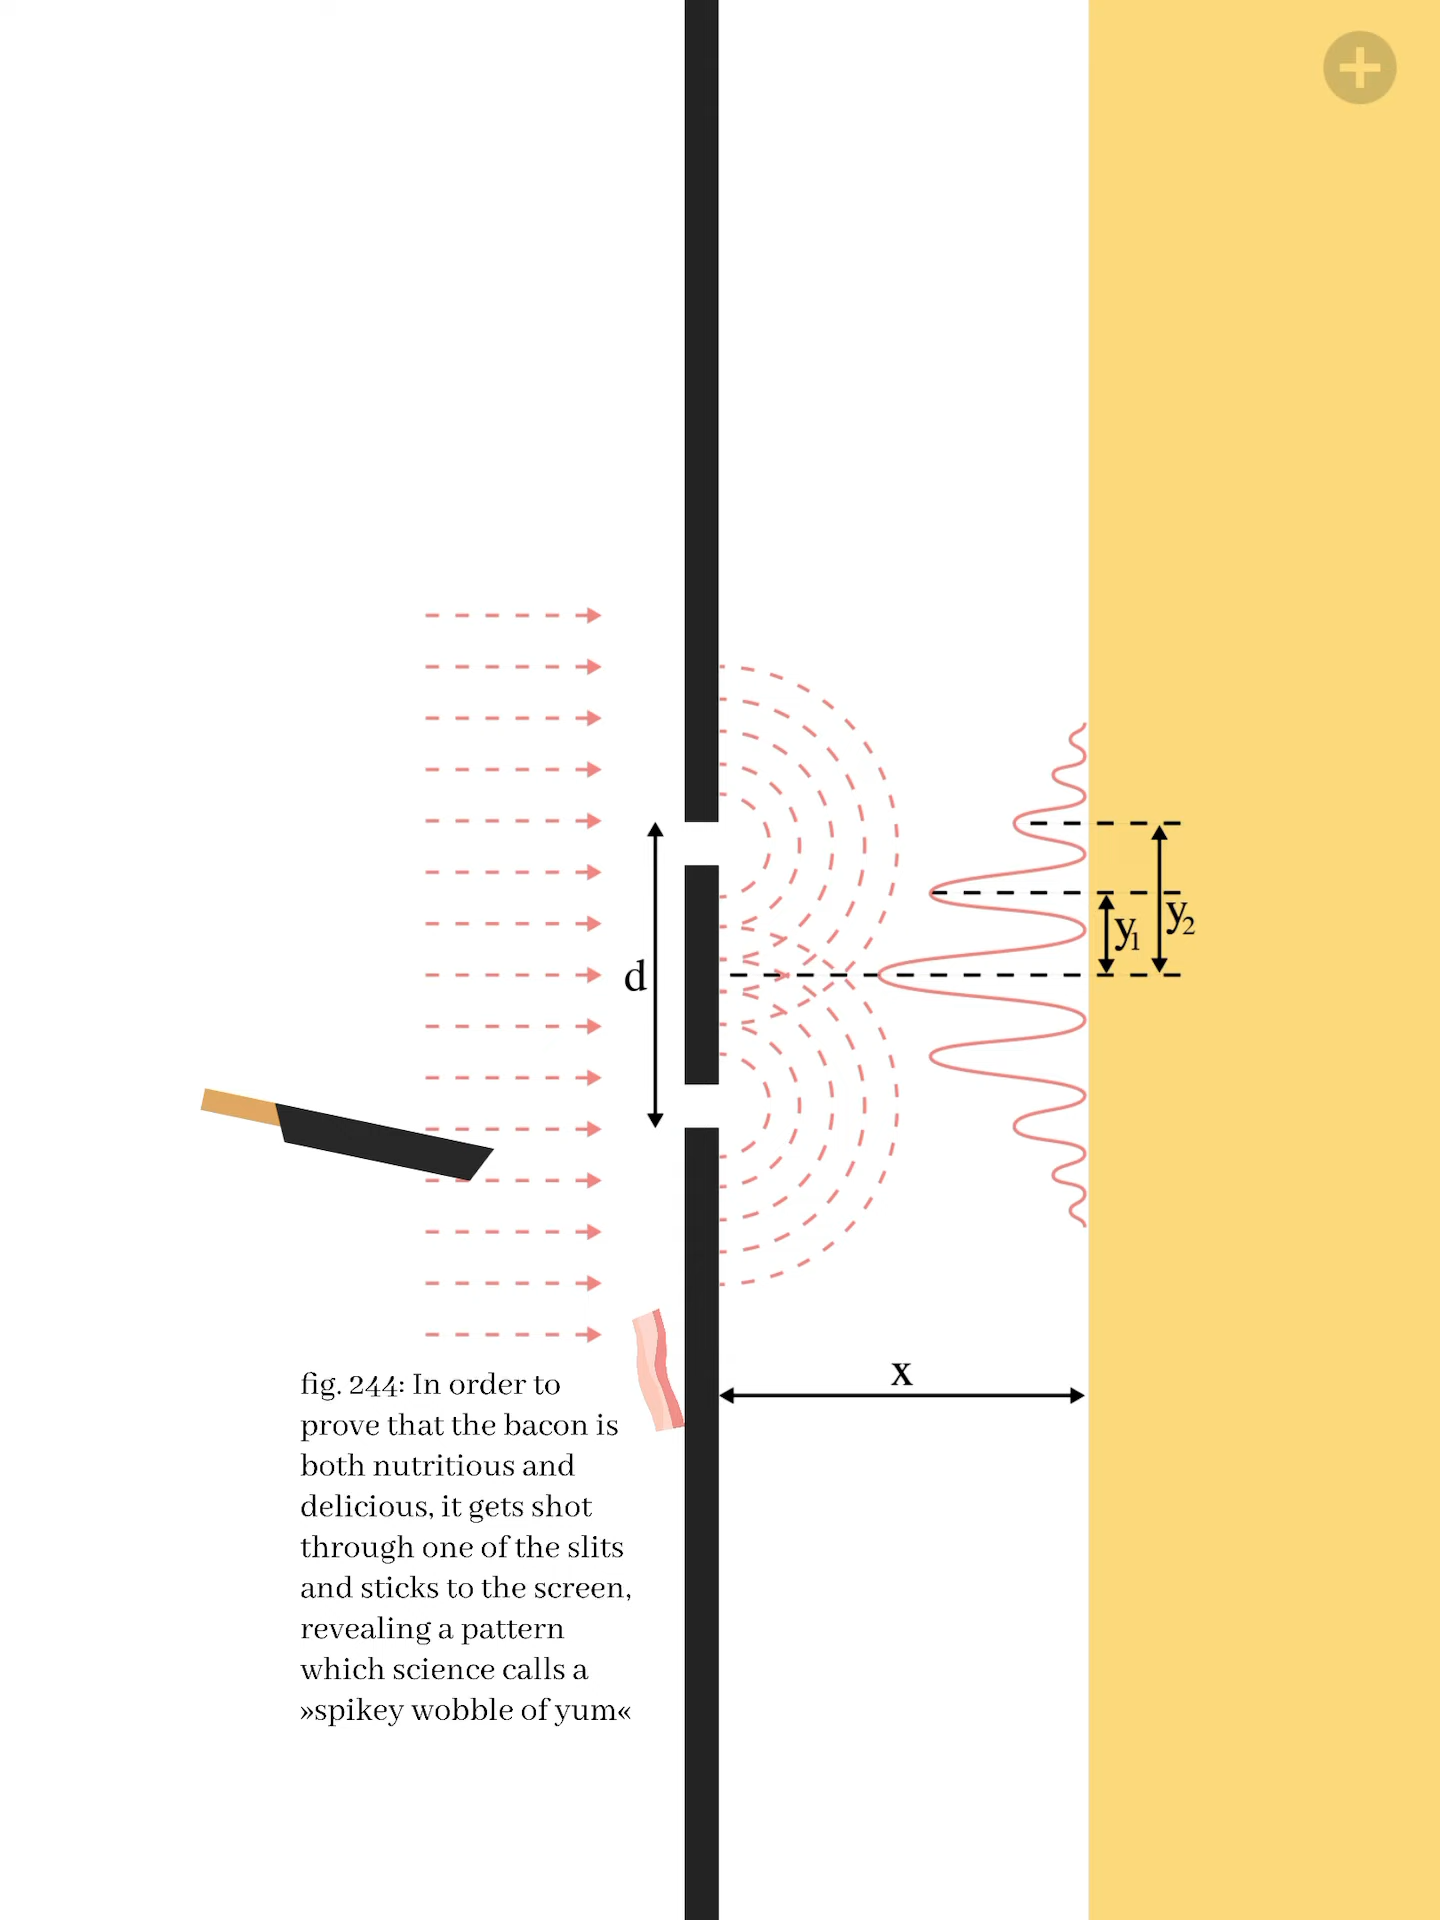 d
y₁
y₂
x
fig. 244: In order to
prove that the bacon is
both nutritious and
delicious, it gets shot
through one of the slits
and sticks to the screen,
revealing a pattern
which science calls a
»spikey wobble of yum«